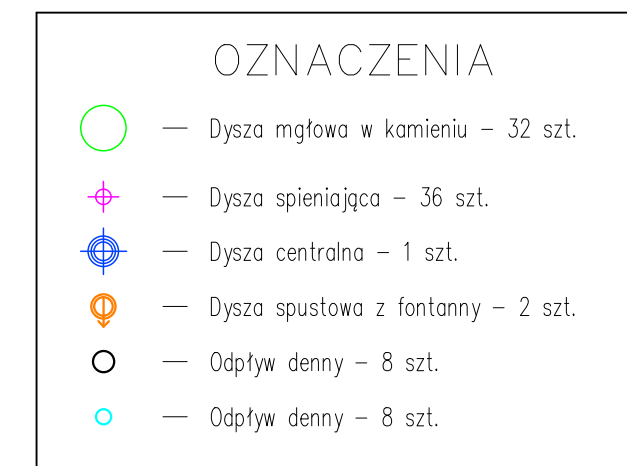 OZNACZENIA
— Dysza mgłowa w kamieniu – 32 szt.
— Dysza spieniająca – 36 szt.
— Dysza centralna – 1 szt.
— Dysza spustowa z fontanny – 2 szt.
— Odpływ denny – 8 szt.
— Odpływ denny – 8 szt.